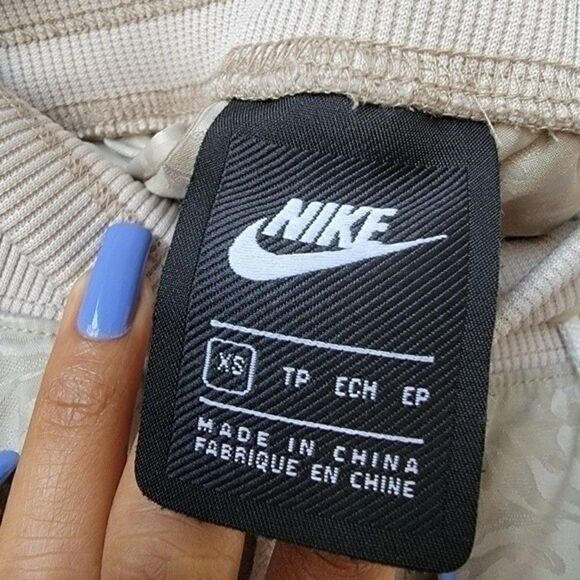 NIKE
XS TP ECH EP
MADE IN CHINA
FABRIQUE EN CHINE